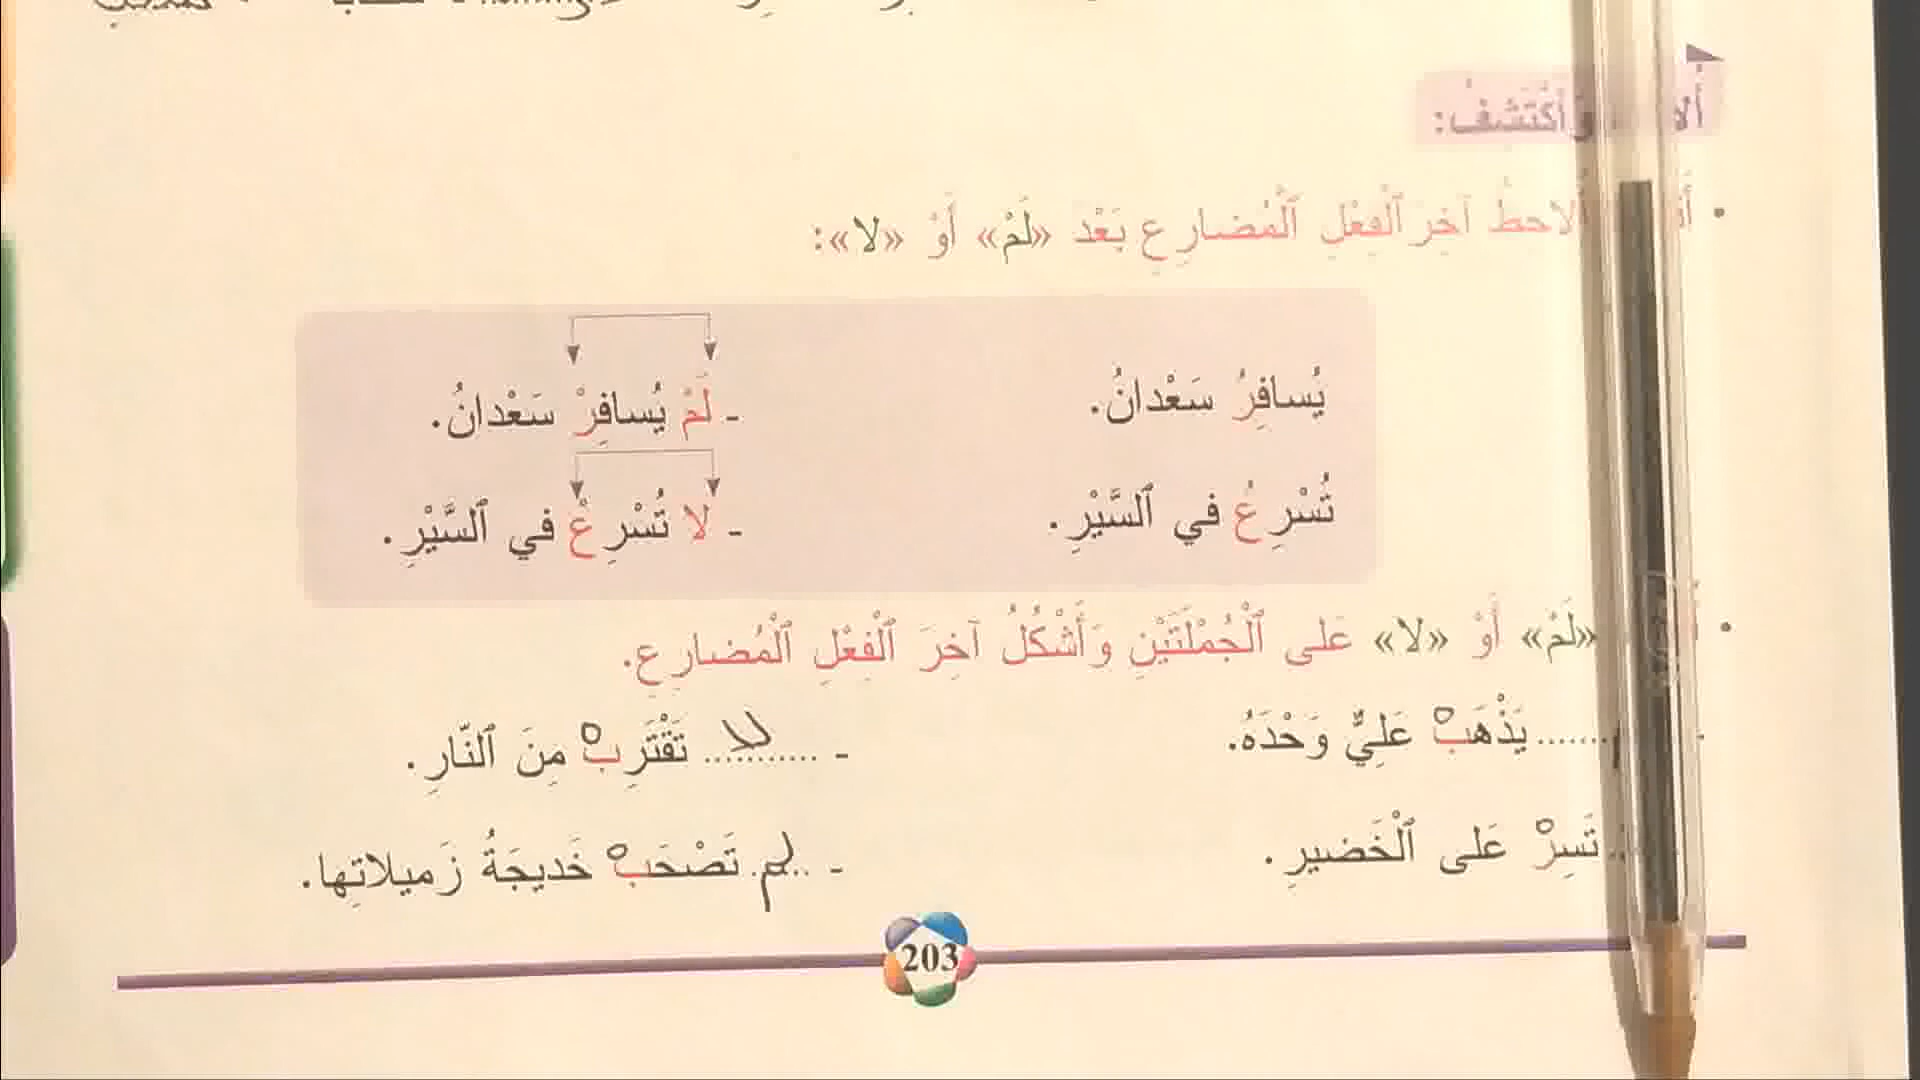 وَأَكْتَشِفُ:
أُلاحِظُ آخِرَ ٱلْفِعْلِ ٱلْمُضارِعِ بَعْدَ «لَمْ» أَوْ «لا»:
يُسافِرُ سَعْدانُ. - لَمْ يُسافِرْ سَعْدانُ.
تُسْرِعُ في ٱلسَّيْرِ. - لا تُسْرِعْ في ٱلسَّيْرِ.
«لَمْ» أَوْ «لا» عَلى ٱلْجُمْلَتَيْنِ وَأَشْكُلُ آخِرَ ٱلْفِعْلِ ٱلْمُضارِعِ.
....... يَذْهَبْ عَلِيٌّ وَحْدَهُ. - ...لا... تَقْتَرِبْ مِنَ ٱلنّارِ.
تَسِرْ عَلى ٱلْخَضيرِ. - ..لم.. تَصْحَبْ خَديجَةُ زَميلاتِها.
203